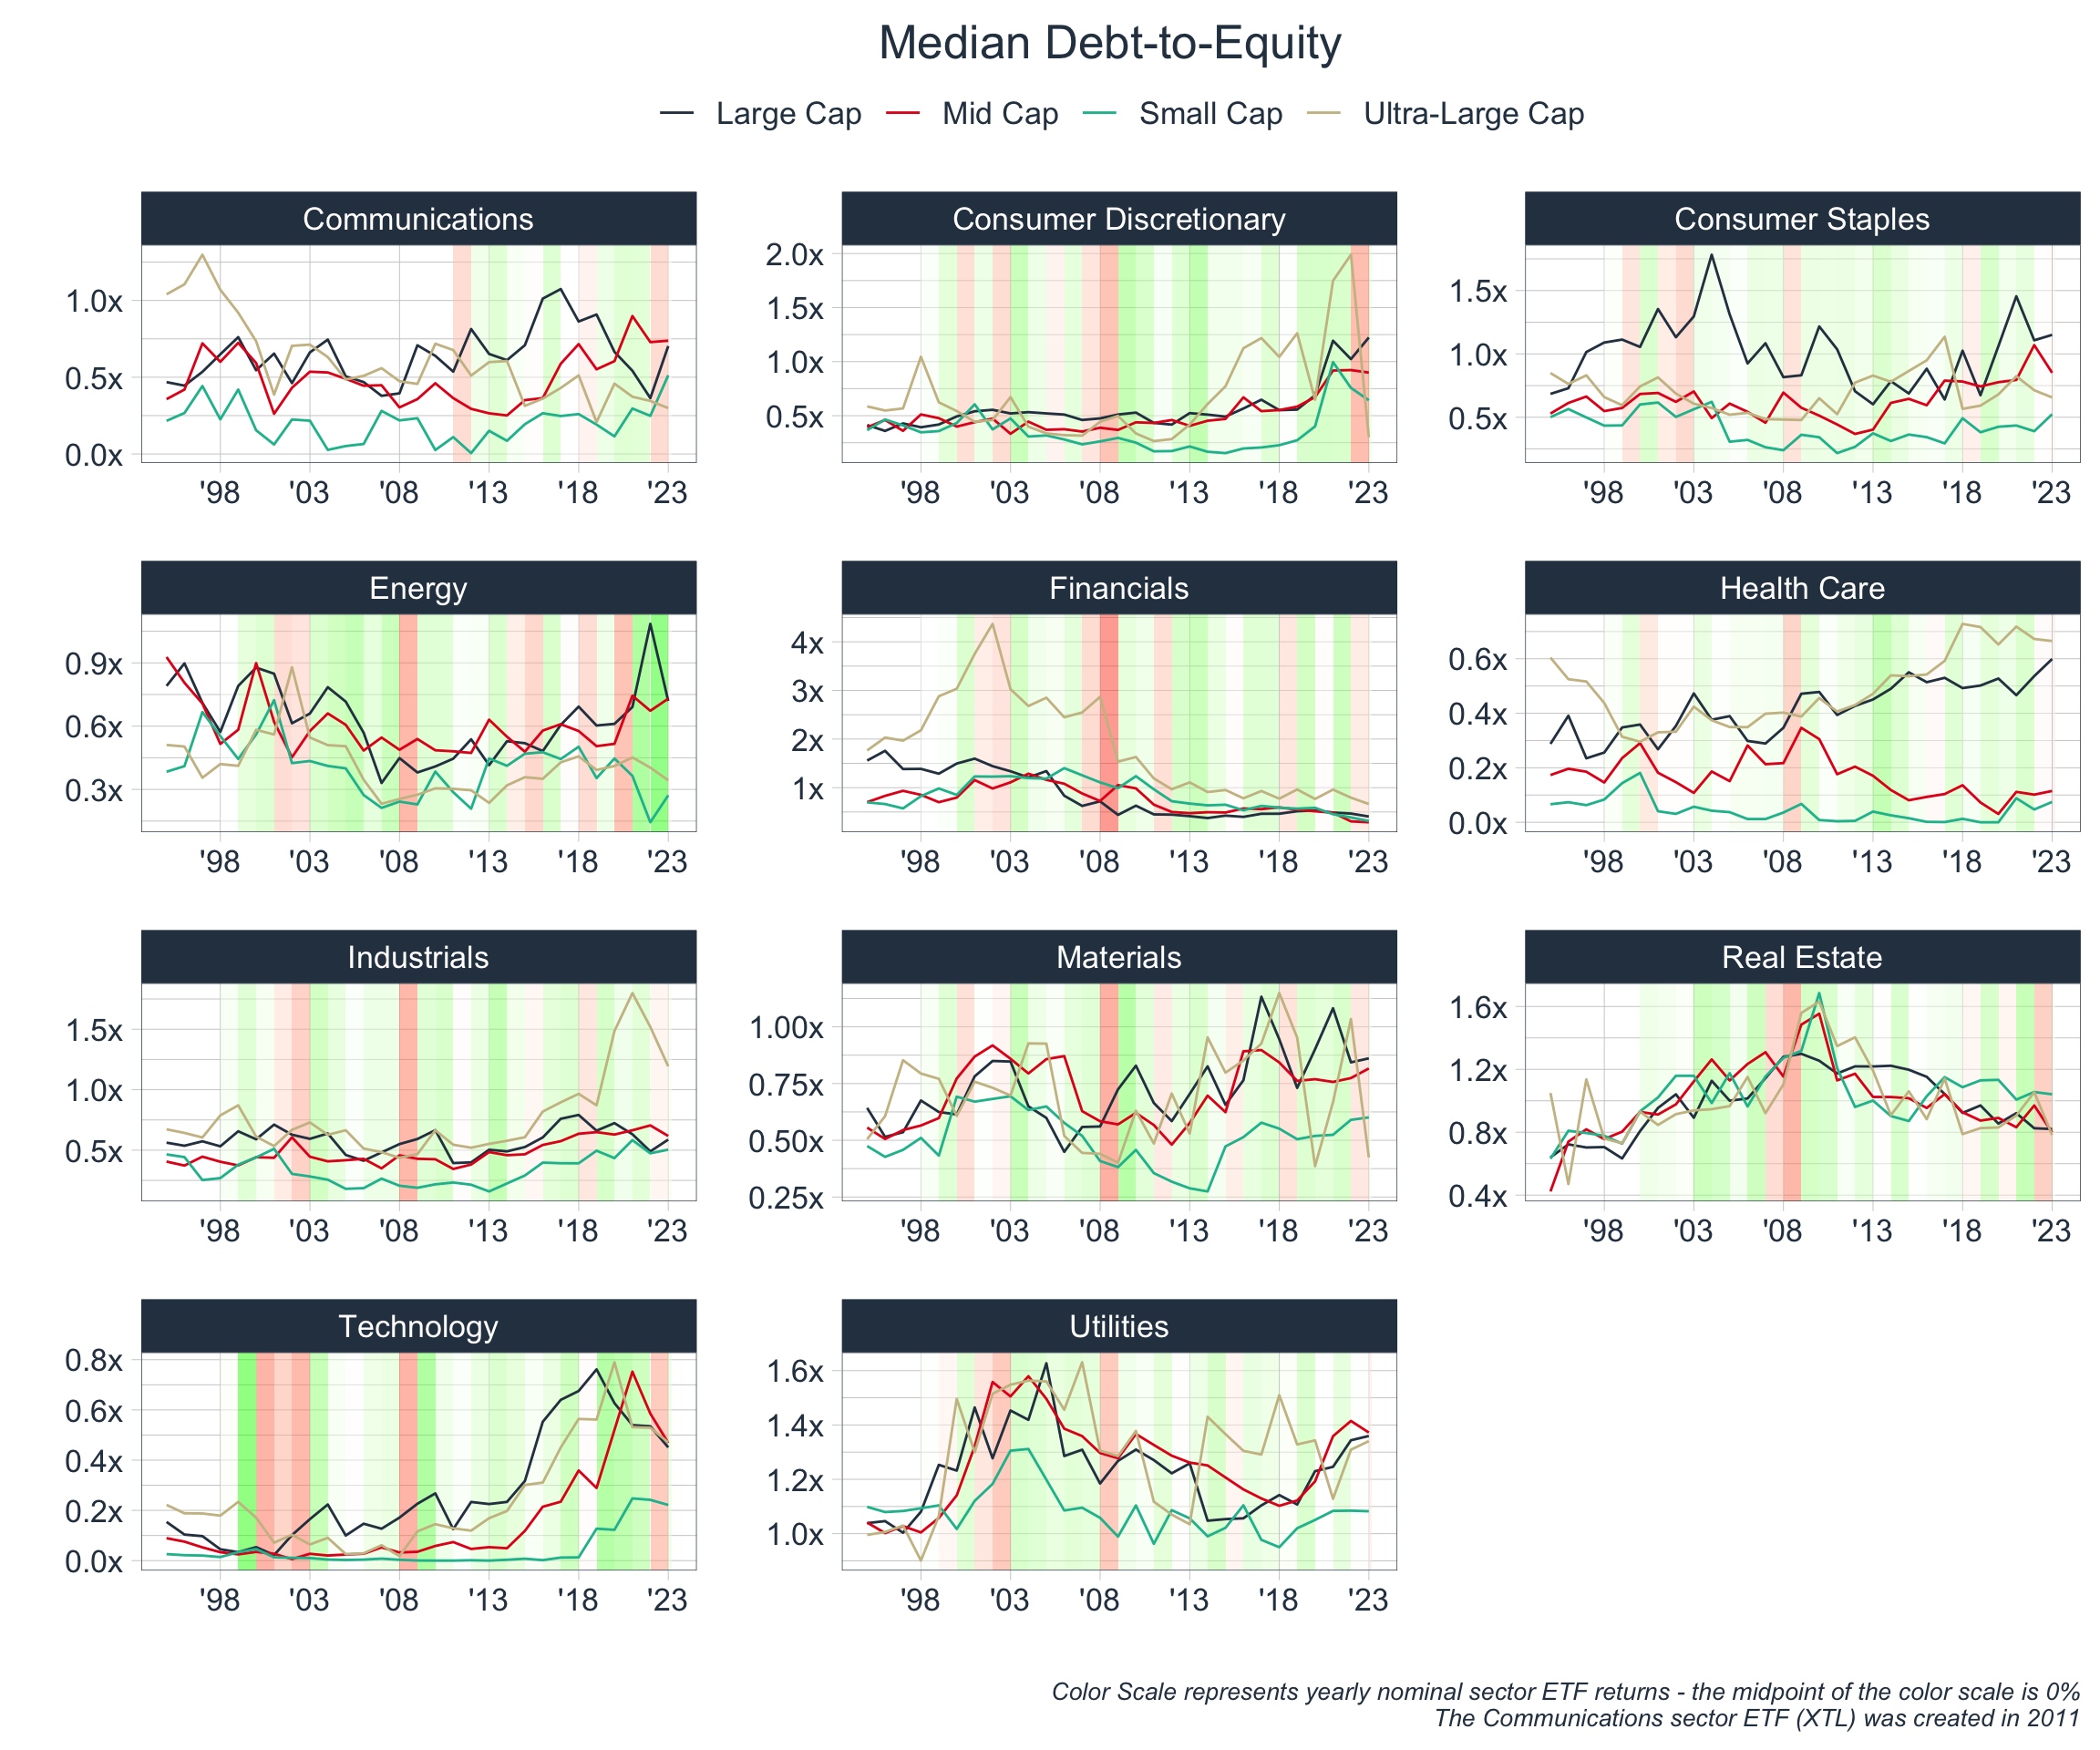 Median Debt-to-Equity
Large Cap Mid Cap Small Cap Ultra-Large Cap
Communications
1.0x
0.5x
0.0x
'98 '03 '08 '13 '18 '23
Consumer Discretionary
2.0x
1.5x
1.0x
0.5x
'98 '03 '08 '13 '18 '23
Consumer Staples
1.5x
1.0x
0.5x
'98 '03 '08 '13 '18 '23
Energy
0.9x
0.6x
0.3x
'98 '03 '08 '13 '18 '23
Financials
4x
3x
2x
1x
'98 '03 '08 '13 '18 '23
Health Care
0.6x
0.4x
0.2x
0.0x
'98 '03 '08 '13 '18 '23
Industrials
1.5x
1.0x
0.5x
'98 '03 '08 '13 '18 '23
Materials
1.00x
0.75x
0.50x
0.25x
'98 '03 '08 '13 '18 '23
Real Estate
1.6x
1.2x
0.8x
0.4x
'98 '03 '08 '13 '18 '23
Technology
0.8x
0.6x
0.4x
0.2x
0.0x
'98 '03 '08 '13 '18 '23
Utilities
1.6x
1.4x
1.2x
1.0x
'98 '03 '08 '13 '18 '23
Color Scale represents yearly nominal sector ETF returns - the midpoint of the color scale is 0%
The Communications sector ETF (XTL) was created in 2011